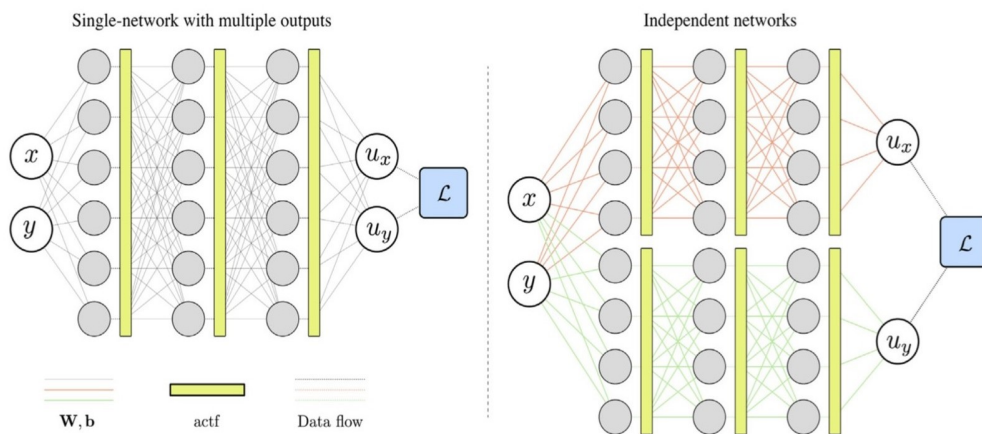 Single-network with multiple outputs
Independent networks
x
y
u_x
u_y
ℒ
x
y
u_x
u_y
ℒ
W, b
actf
Data flow